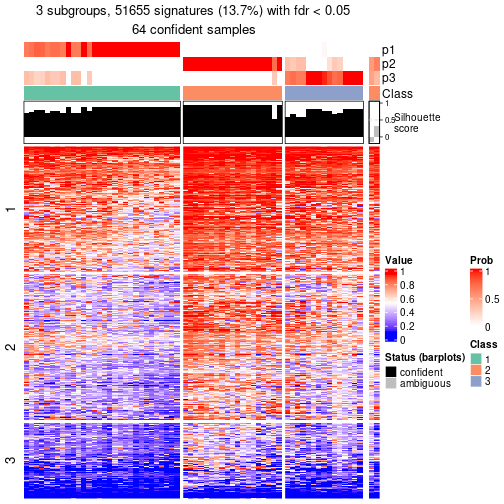 3 subgroups, 51655 signatures (13.7%) with fdr < 0.05
64 confident samples
p1
p2
p3
Class
1
0.5
0
Silhouette
score
1
2
3
Value
1
0.8
0.6
0.4
0.2
0
Status (barplots)
confident
ambiguous
Prob
1
0.5
0
Class
1
2
3